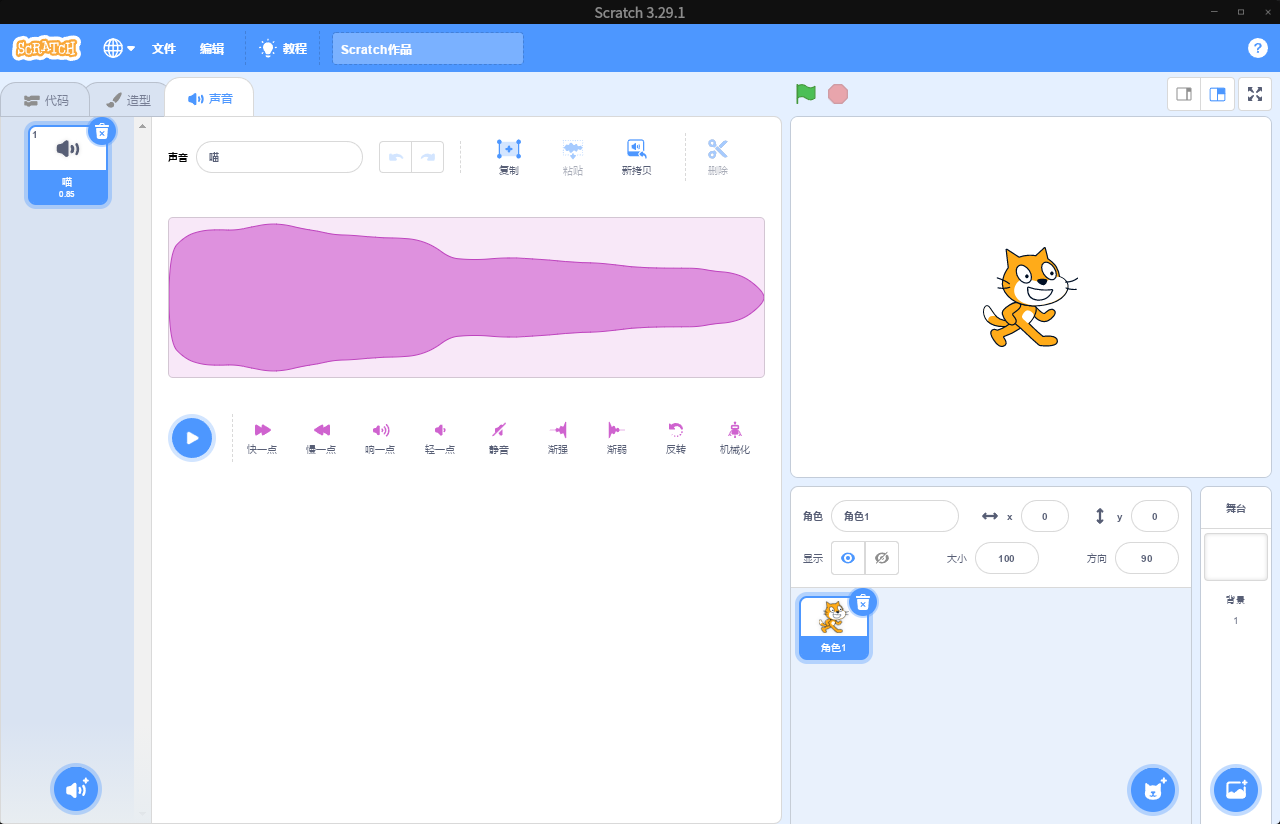 Scratch 3.29.1
SCRATCH
文件
编辑
教程
Scratch作品
?
代码
造型
声音
1
喵
0.85
声音
喵
复制
粘贴
新拷贝
删除
快一点
慢一点
响一点
轻一点
静音
渐强
渐弱
反转
机械化
角色
角色1
x
0
y
0
显示
大小
100
方向
90
角色1
舞台
背景
1